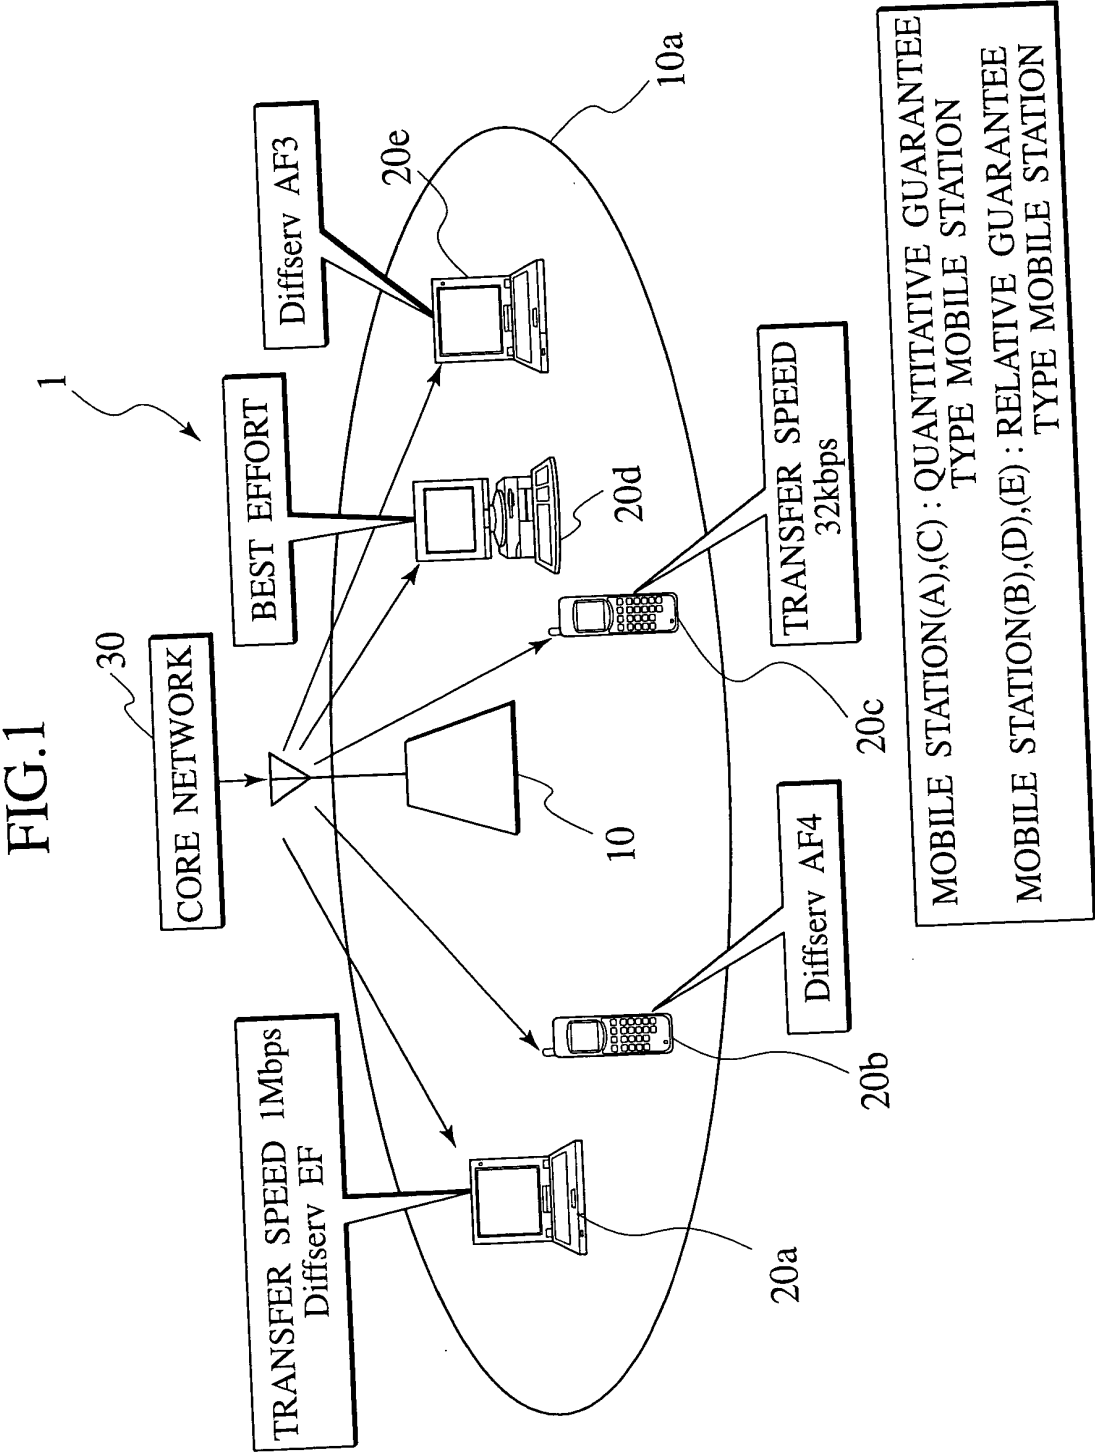 FIG.1
1
CORE NETWORK
30
TRANSFER SPEED 1Mbps
Diffserv EF
BEST EFFORT
Diffserv AF3
20e
10a
20d
10
20a
20b
20c
Diffserv AF4
TRANSFER SPEED
32kbps
MOBILE STATION(A),(C) : QUANTITATIVE GUARANTEE
TYPE MOBILE STATION
MOBILE STATION(B),(D),(E) : RELATIVE GUARANTEE
TYPE MOBILE STATION